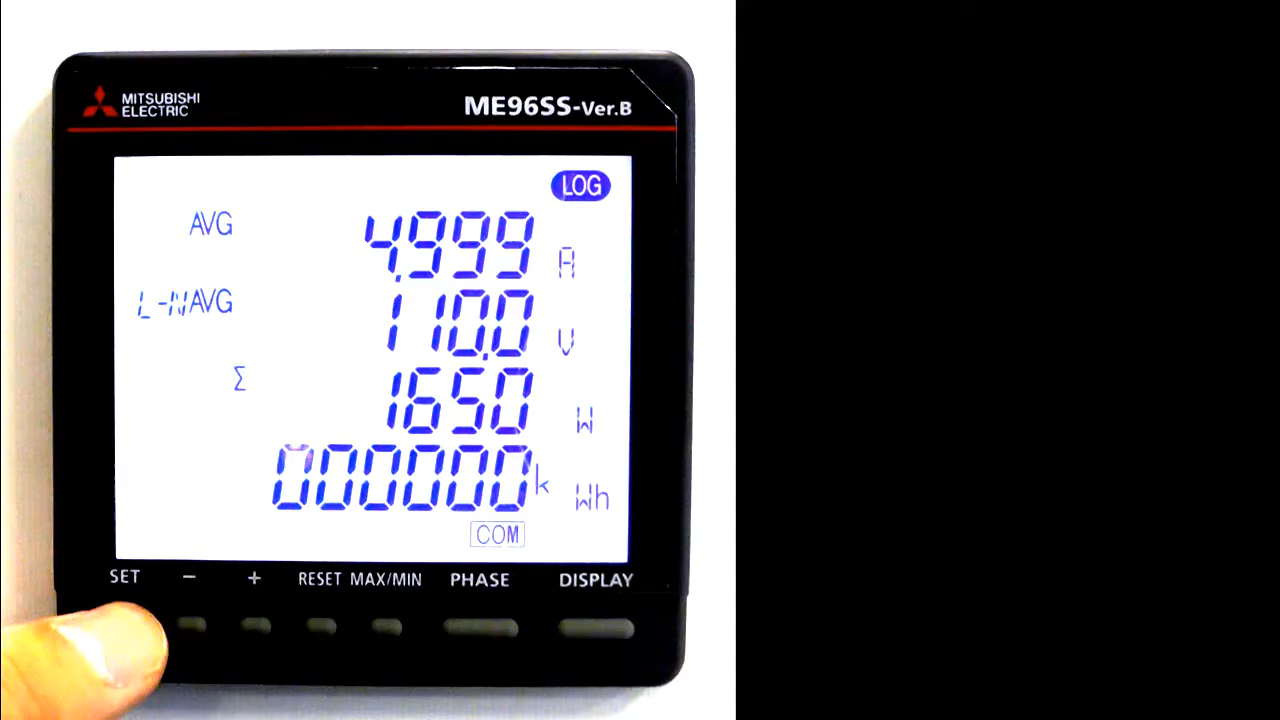 MITSUBISHI
ELECTRIC
ME96SS-Ver.B
LOG
AVG 4.999 A
L-N AVG 110.0 V
Σ 1650 W
000000 k Wh
COM
SET - + RESET MAX/MIN PHASE DISPLAY